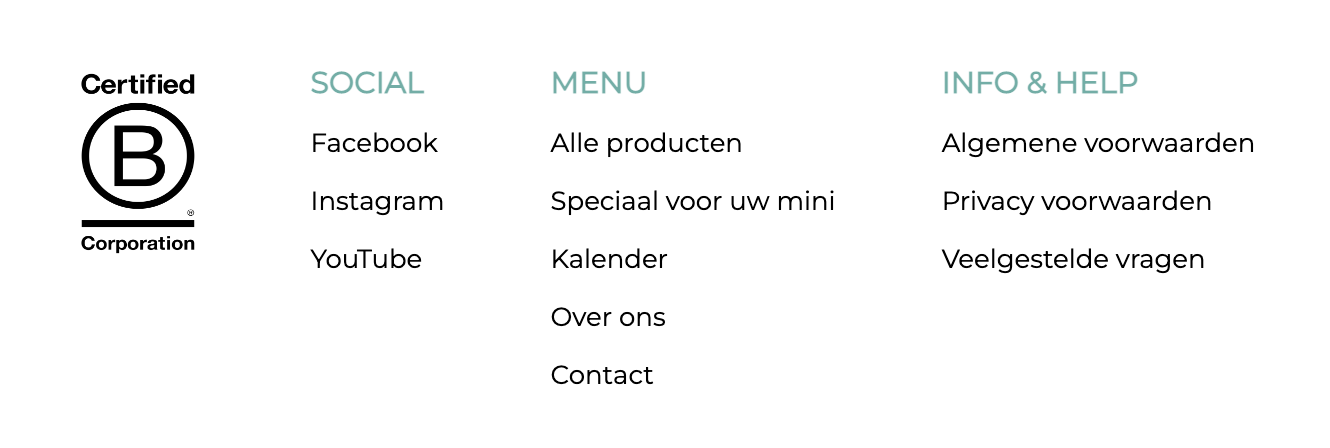 Certified
B
®
Corporation
SOCIAL
Facebook
Instagram
YouTube
MENU
Alle producten
Speciaal voor uw mini
Kalender
Over ons
Contact
INFO & HELP
Algemene voorwaarden
Privacy voorwaarden
Veelgestelde vragen